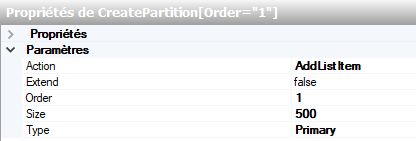 Propriétés de CreatePartition[Order="1"]
Propriétés
Paramètres
Action AddListItem
Extend false
Order 1
Size 500
Type Primary